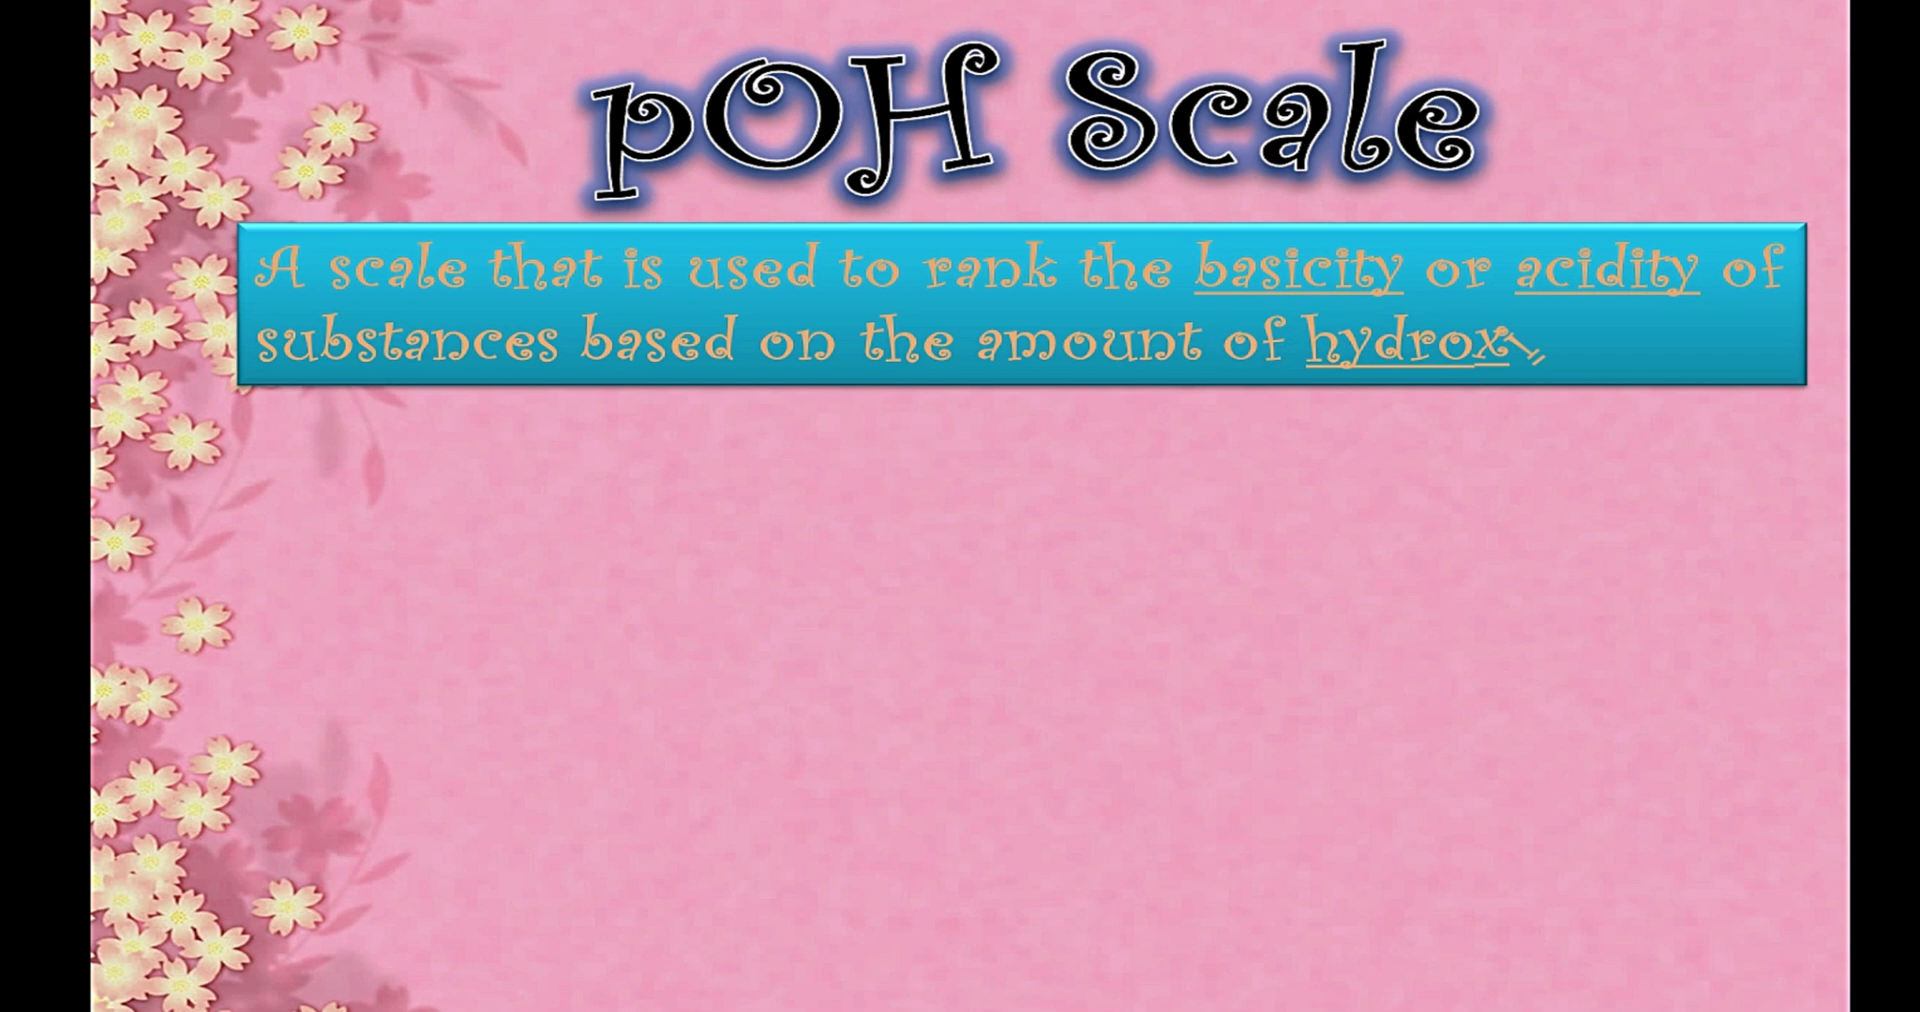 pOH Scale
A scale that is used to rank the basicity or acidity of
substances based on the amount of hydrox